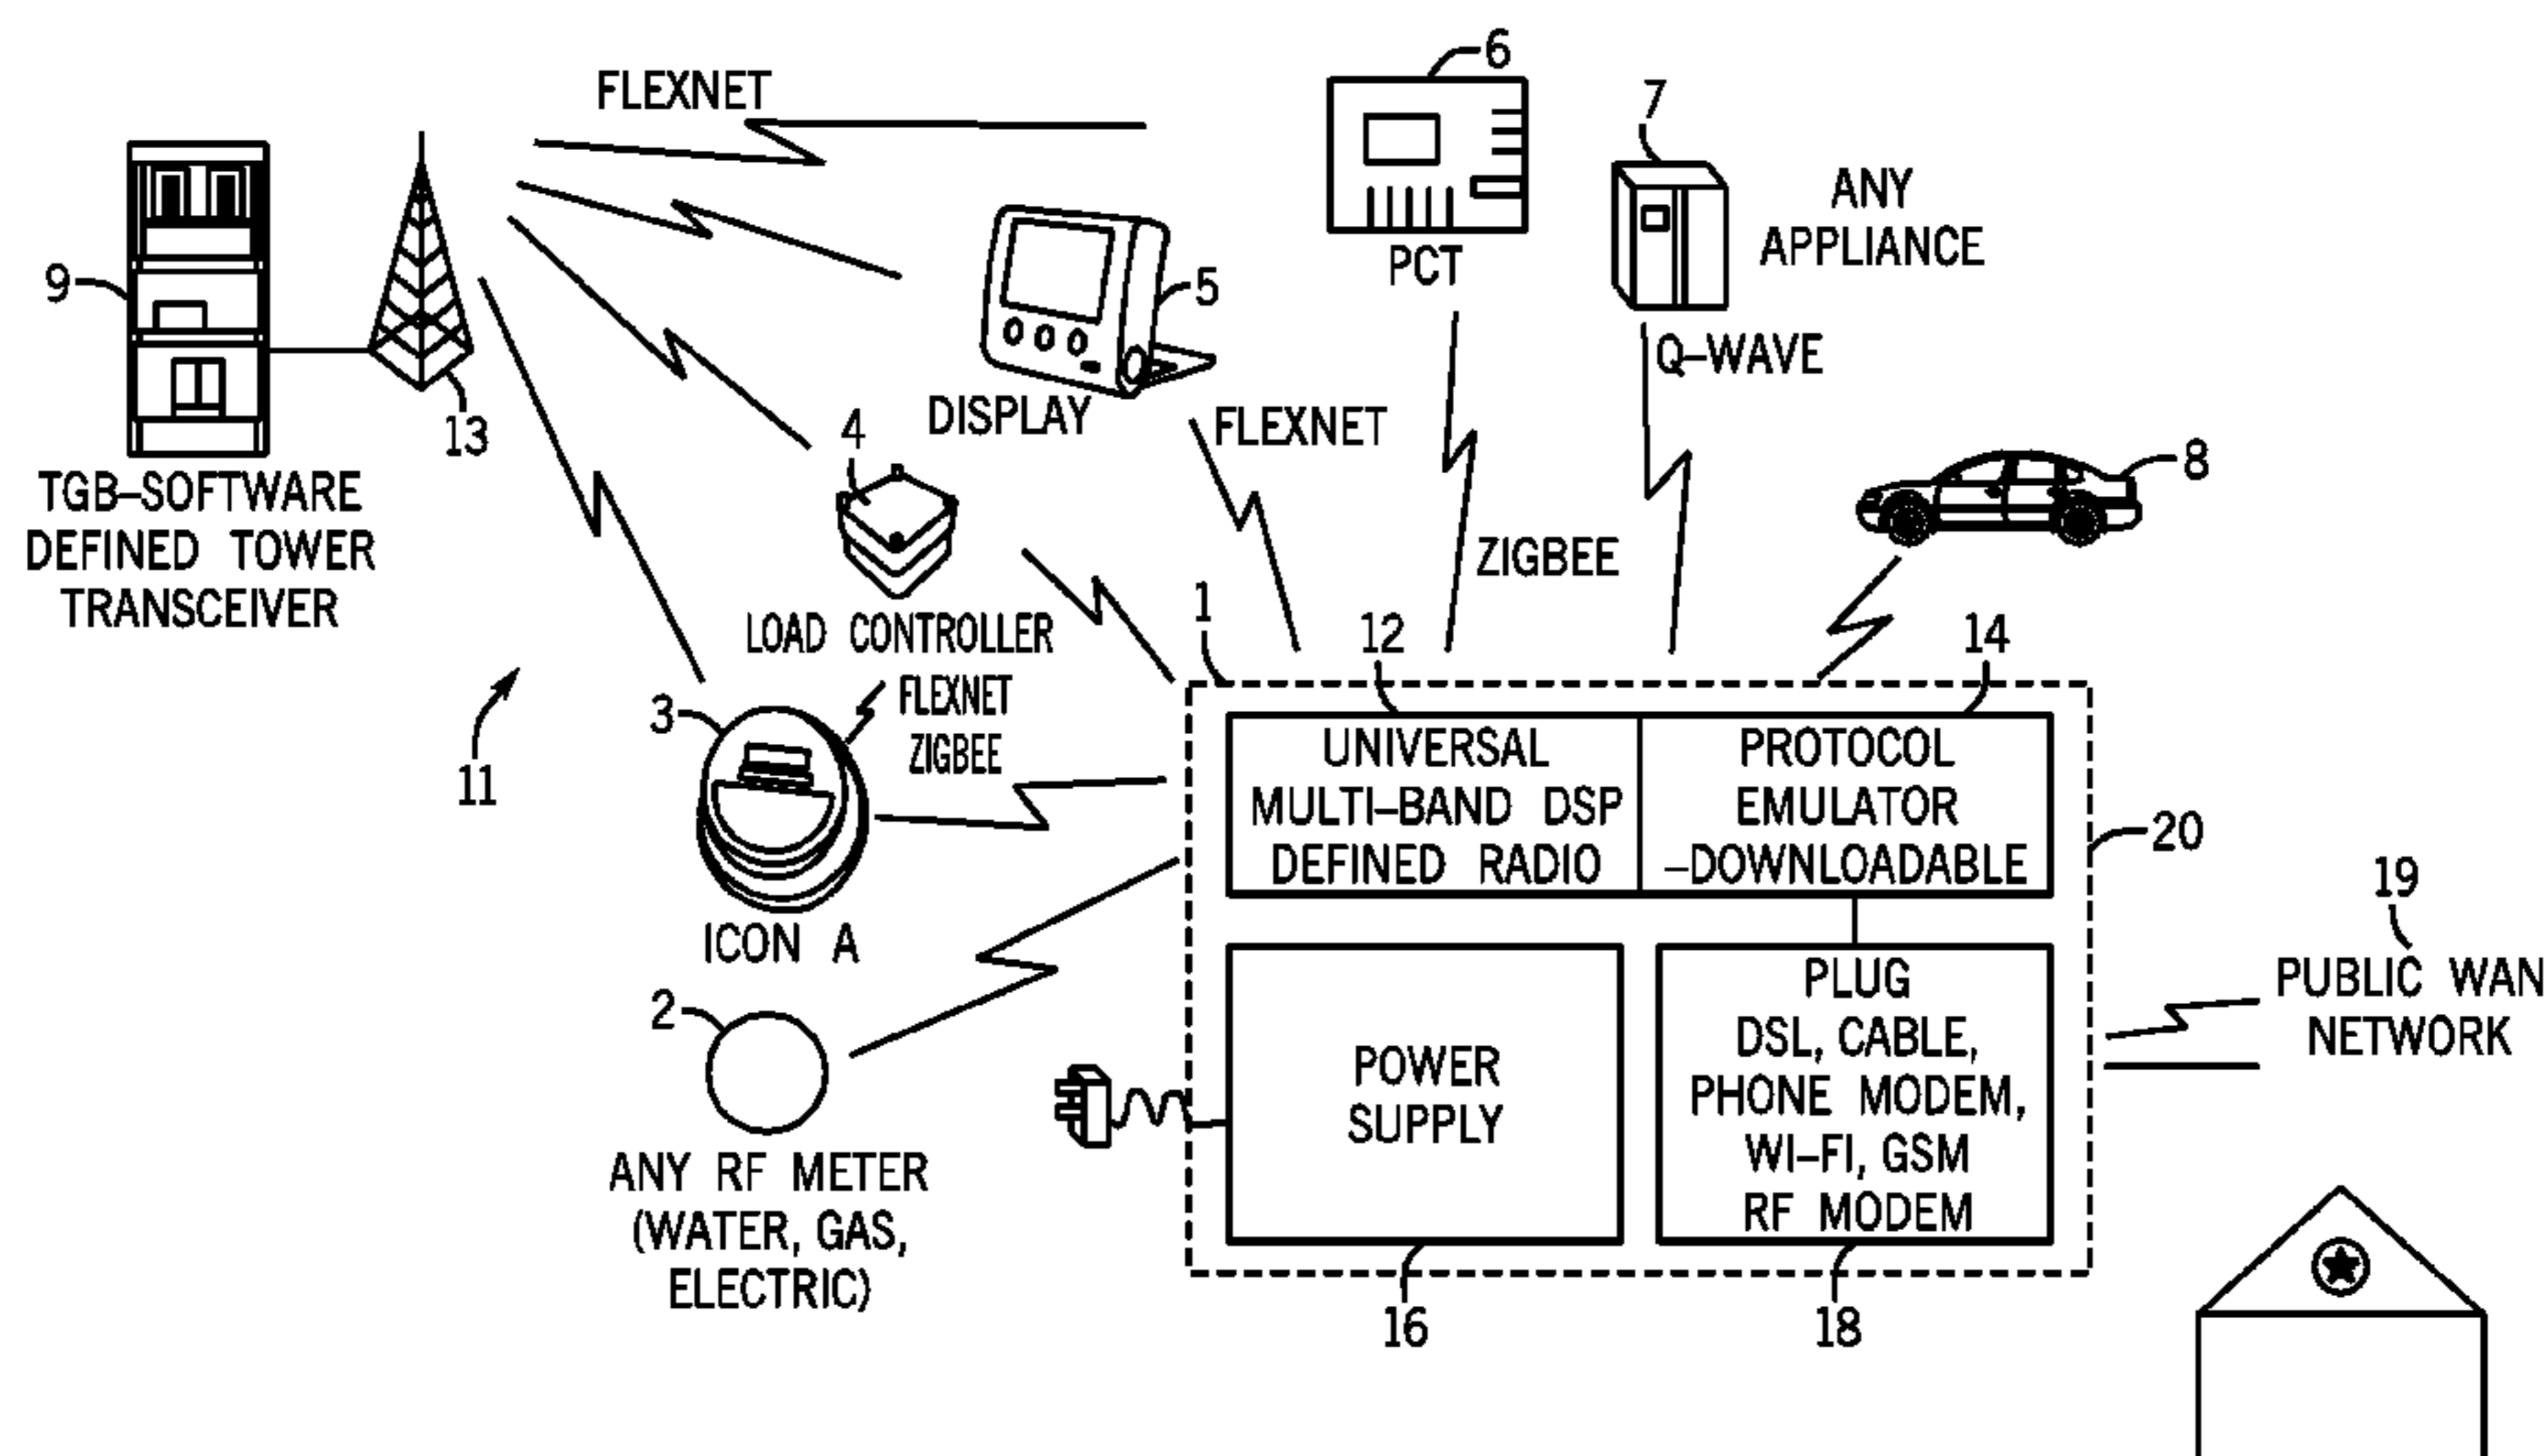 FLEXNET
6
7
ANY
APPLIANCE
9
5
PCT
Q-WAVE
13
DISPLAY
FLEXNET
4
8
TGB-SOFTWARE
DEFINED TOWER
TRANSCEIVER
ZIGBEE
LOAD CONTROLLER
1
12
14
3
FLEXNET
ZIGBEE
11
UNIVERSAL
MULTI-BAND DSP
DEFINED RADIO
PROTOCOL
EMULATOR
-DOWNLOADABLE
20
19
ICON A
PUBLIC WAN
NETWORK
2
POWER
SUPPLY
PLUG
DSL, CABLE,
PHONE MODEM,
WI-FI, GSM
RF MODEM
ANY RF METER
(WATER, GAS,
ELECTRIC)
16
18